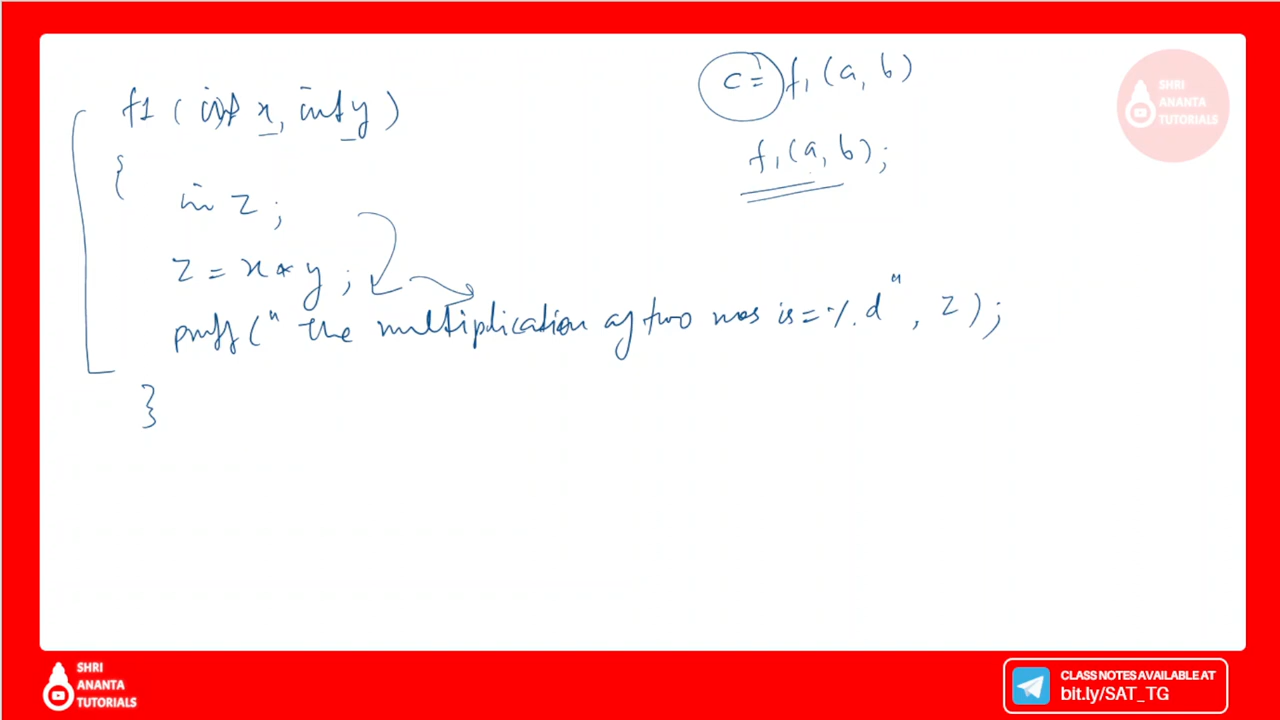 f1 ( int x, int y )
{
in z ;
z = x * y ;
printf ( " the multiplication of two nos is = %d " , z ) ;
}
c = f1 ( a, b )
f1 ( a, b ) ;
SHRI
ANANTA
TUTORIALS
SHRI
ANANTA
TUTORIALS
CLASS NOTES AVAILABLE AT
bit.ly/SAT_TG